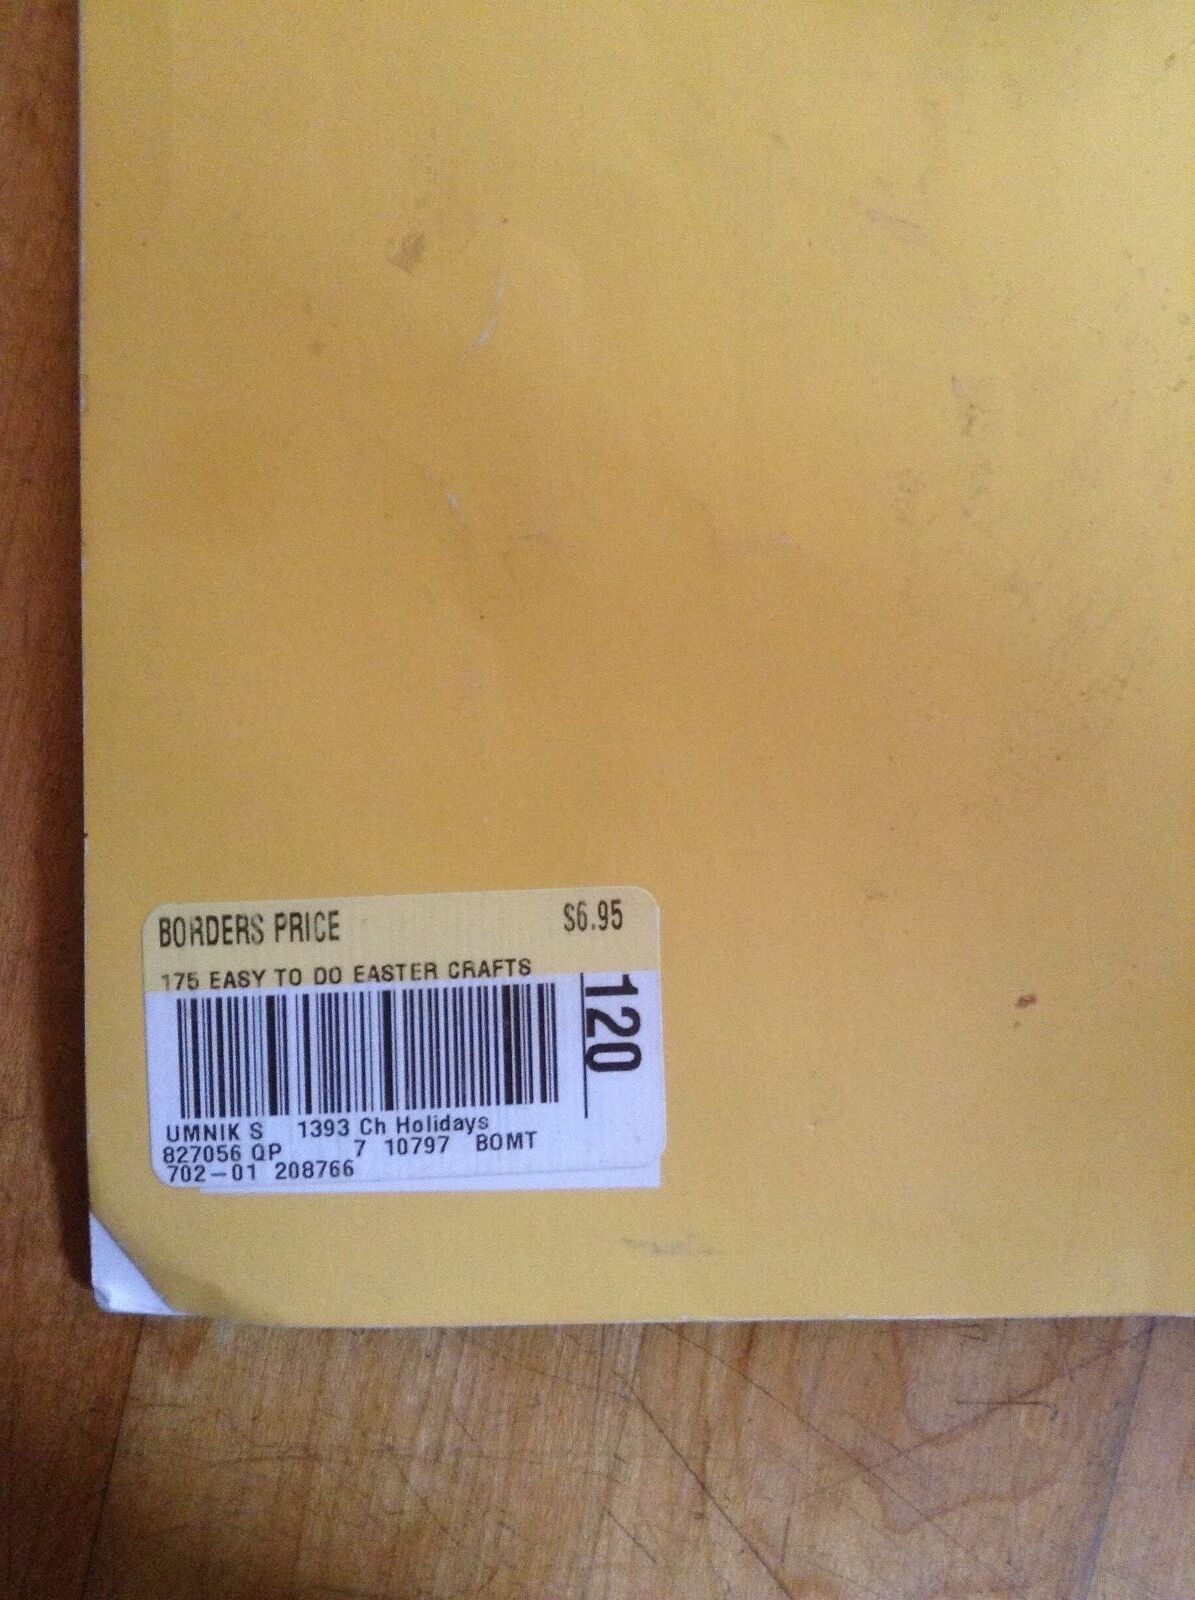 BORDERS PRICE $6.95
175 EASY TO DO EASTER CRAFTS
120
UMNIK S 1393 Ch Holidays
827056 QP 7 10797 BOMT
702-01 208766